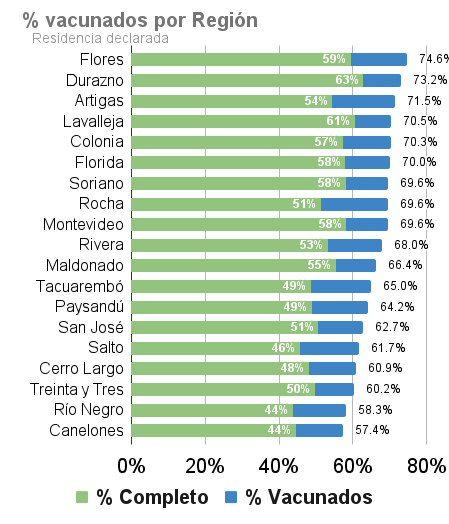 % vacunados por Región
Residencia declarada
Flores 59% 74.6%
Durazno 63% 73.2%
Artigas 54% 71.5%
Lavalleja 61% 70.5%
Colonia 57% 70.3%
Florida 58% 70.0%
Soriano 58% 69.6%
Rocha 51% 69.6%
Montevideo 58% 69.6%
Rivera 53% 68.0%
Maldonado 55% 66.4%
Tacuarembó 49% 65.0%
Paysandú 49% 64.2%
San José 51% 62.7%
Salto 46% 61.7%
Cerro Largo 48% 60.9%
Treinta y Tres 50% 60.2%
Río Negro 44% 58.3%
Canelones 44% 57.4%
0% 20% 40% 60% 80%
% Completo % Vacunados